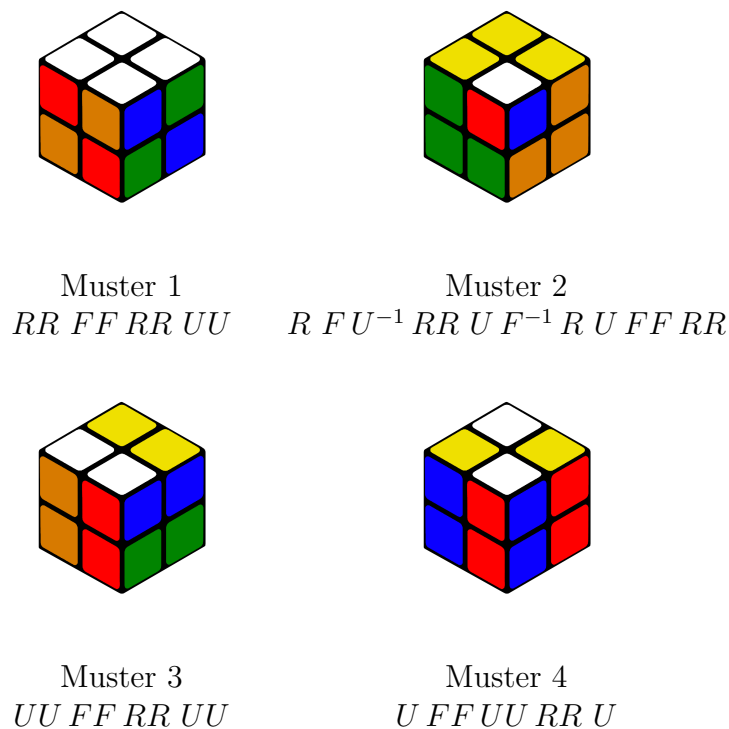 Muster 1
RR FF RR UU
Muster 2
R F U⁻¹ RR U F⁻¹ R U FF RR
Muster 3
UU FF RR UU
Muster 4
U FF UU RR U